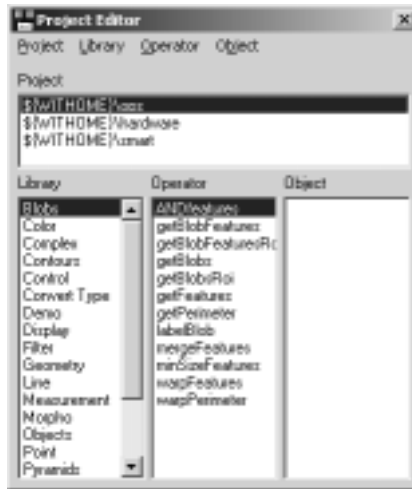 Project Editor
Project Library Operator Object
Project
$(WITHOME)\
$(WITHOME)\hardware
$(WITHOME)\smart
Library Operator Object
Blobs
Color
Complex
Contours
Control
Convert Type
Demo
Display
Filter
Geometry
Line
Measurement
Morpho
Objects
Point
Pyramids
ANDfeatures
getBlobFeatures
getBlobFeaturesRo
getBlobs
getBlobsRoi
getFeatures
getPerimeter
labelBlob
mergeFeatures
minSizeFeatures
warpFeatures
warpPerimeter